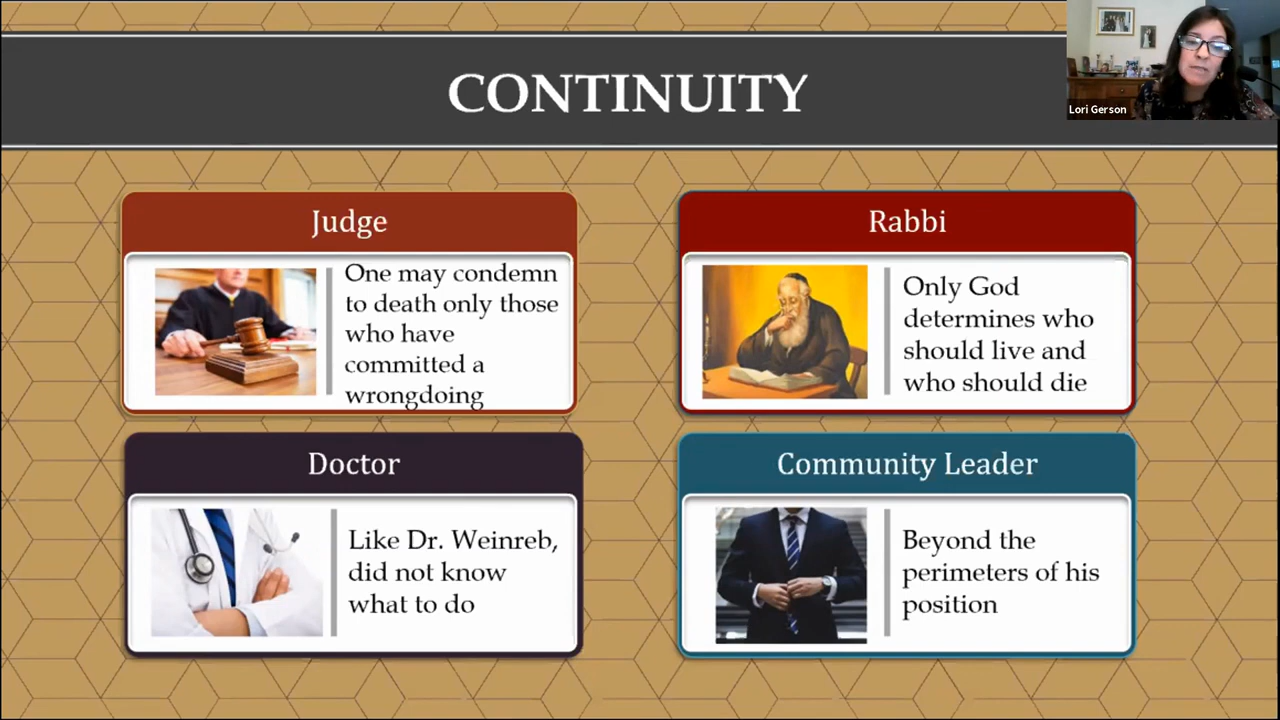 CONTINUITY
Lori Gerson
Judge
One may condemn
to death only those
who have
committed a
wrongdoing
Rabbi
Only God
determines who
should live and
who should die
Doctor
Like Dr. Weinreb,
did not know
what to do
Community Leader
Beyond the
perimeters of his
position